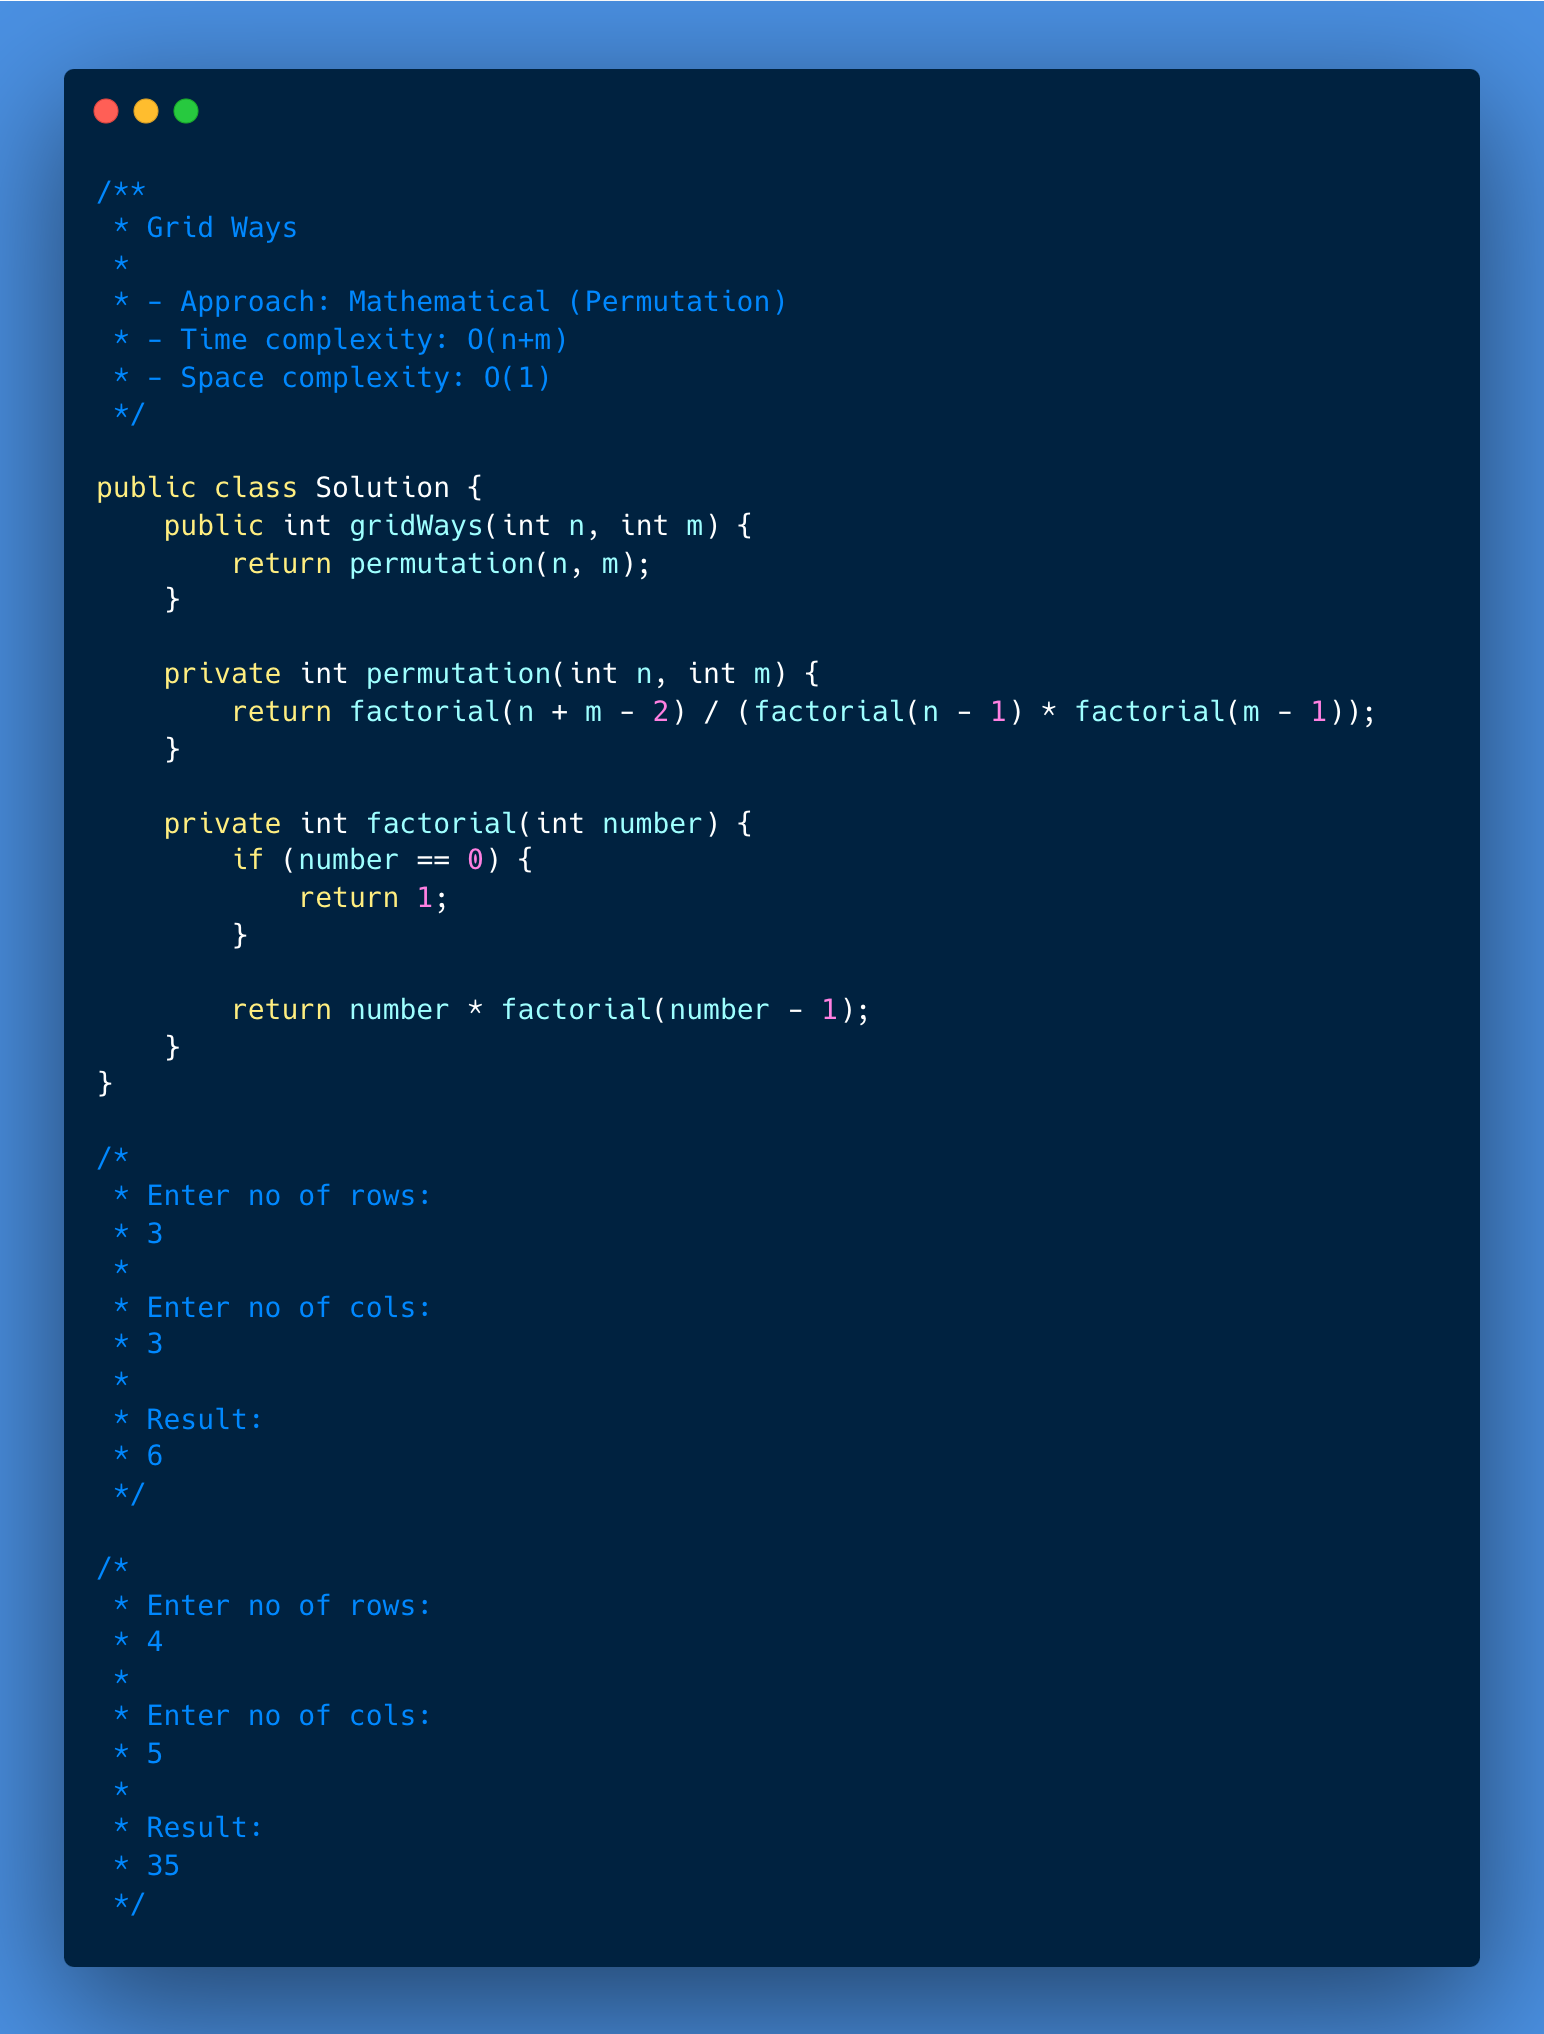 /**
 * Grid Ways
 *
 * - Approach: Mathematical (Permutation)
 * - Time complexity: O(n+m)
 * - Space complexity: O(1)
 */

public class Solution {
    public int gridWays(int n, int m) {
        return permutation(n, m);
    }

    private int permutation(int n, int m) {
        return factorial(n + m - 2) / (factorial(n - 1) * factorial(m - 1));
    }

    private int factorial(int number) {
        if (number == 0) {
            return 1;
        }

        return number * factorial(number - 1);
    }
}

/*
 * Enter no of rows:
 * 3
 *
 * Enter no of cols:
 * 3
 *
 * Result:
 * 6
 */

/*
 * Enter no of rows:
 * 4
 *
 * Enter no of cols:
 * 5
 *
 * Result:
 * 35
 */